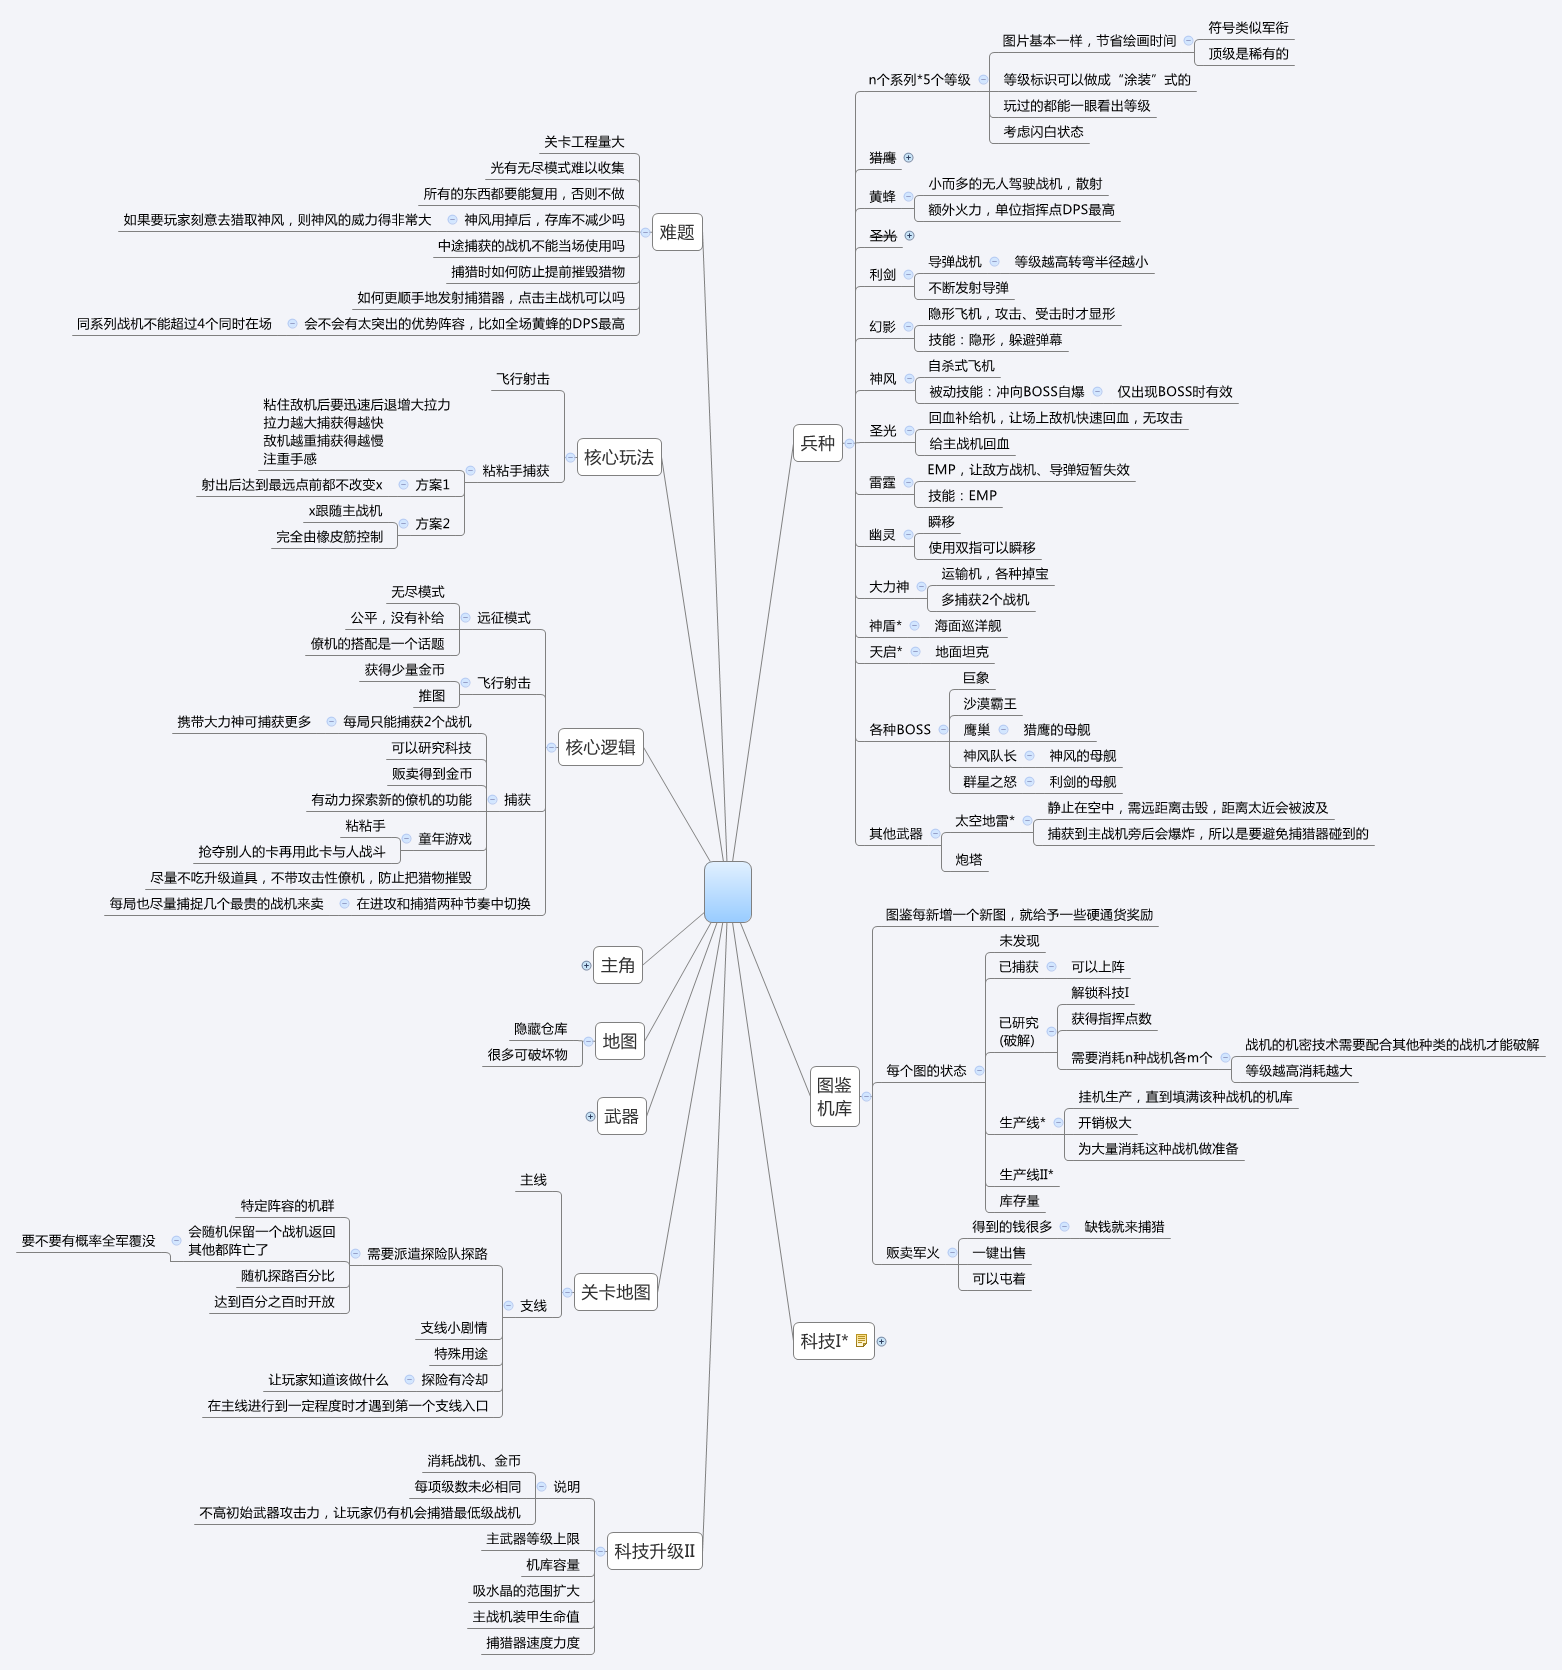 难题
关卡工程量大
光有无尽模式难以收集
所有的东西都要能复用，否则不做
神风用掉后，存库不减少吗
如果要玩家刻意去猎取神风，则神风的威力得非常大
中途捕获的战机不能当场使用吗
捕猎时如何防止提前摧毁猎物
如何更顺手地发射捕猎器，点击主战机可以吗
会不会有太突出的优势阵容，比如全场黄蜂的DPS最高
同系列战机不能超过4个同时在场
核心玩法
飞行射击
粘粘手捕获
粘住敌机后要迅速后退增大拉力
拉力越大捕获得越快
敌机越重捕获得越慢
注重手感
方案1
射出后达到最远点前都不改变x
方案2
x跟随主战机
完全由橡皮筋控制
核心逻辑
远征模式
无尽模式
公平，没有补给
僚机的搭配是一个话题
飞行射击
获得少量金币
推图
捕获
每局只能捕获2个战机
携带大力神可捕获更多
可以研究科技
贩卖得到金币
有动力探索新的僚机的功能
童年游戏
粘粘手
抢夺别人的卡再用此卡与人战斗
尽量不吃升级道具，不带攻击性僚机，防止把猎物摧毁
在进攻和捕猎两种节奏中切换
每局也尽量捕捉几个最贵的战机来卖
主角
地图
隐藏仓库
很多可破坏物
武器
关卡地图
主线
支线
需要派遣探险队探路
特定阵容的机群
会随机保留一个战机返回
其他都阵亡了
要不要有概率全军覆没
随机探路百分比
达到百分之百时开放
支线小剧情
特殊用途
探险有冷却
让玩家知道该做什么
在主线进行到一定程度时才遇到第一个支线入口
科技升级II
说明
消耗战机、金币
每项级数未必相同
不高初始武器攻击力，让玩家仍有机会捕猎最低级战机
主武器等级上限
机库容量
吸水晶的范围扩大
主战机装甲生命值
捕猎器速度力度
兵种
n个系列*5个等级
图片基本一样，节省绘画时间
符号类似军衔
顶级是稀有的
等级标识可以做成“涂装”式的
玩过的都能一眼看出等级
考虑闪白状态
猎鹰
黄蜂
小而多的无人驾驶战机，散射
额外火力，单位指挥点DPS最高
圣光
利剑
导弹战机
等级越高转弯半径越小
不断发射导弹
幻影
隐形飞机，攻击、受击时才显形
技能：隐形，躲避弹幕
神风
自杀式飞机
被动技能：冲向BOSS自爆
仅出现BOSS时有效
圣光
回血补给机，让场上敌机快速回血，无攻击
给主战机回血
雷霆
EMP，让敌方战机、导弹短暂失效
技能：EMP
幽灵
瞬移
使用双指可以瞬移
大力神
运输机，各种掉宝
多捕获2个战机
神盾*
海面巡洋舰
天启*
地面坦克
各种BOSS
巨象
沙漠霸王
鹰巢
猎鹰的母舰
神风队长
神风的母舰
群星之怒
利剑的母舰
其他武器
太空地雷*
静止在空中，需远距离击毁，距离太近会被波及
捕获到主战机旁后会爆炸，所以是要避免捕猎器碰到的
炮塔
图鉴
机库
图鉴每新增一个新图，就给予一些硬通货奖励
每个图的状态
未发现
已捕获
可以上阵
已研究
(破解)
解锁科技I
获得指挥点数
需要消耗n种战机各m个
战机的机密技术需要配合其他种类的战机才能破解
等级越高消耗越大
生产线*
挂机生产，直到填满该种战机的机库
开销极大
为大量消耗这种战机做准备
生产线II*
库存量
贩卖军火
得到的钱很多
缺钱就来捕猎
一键出售
可以屯着
科技I*